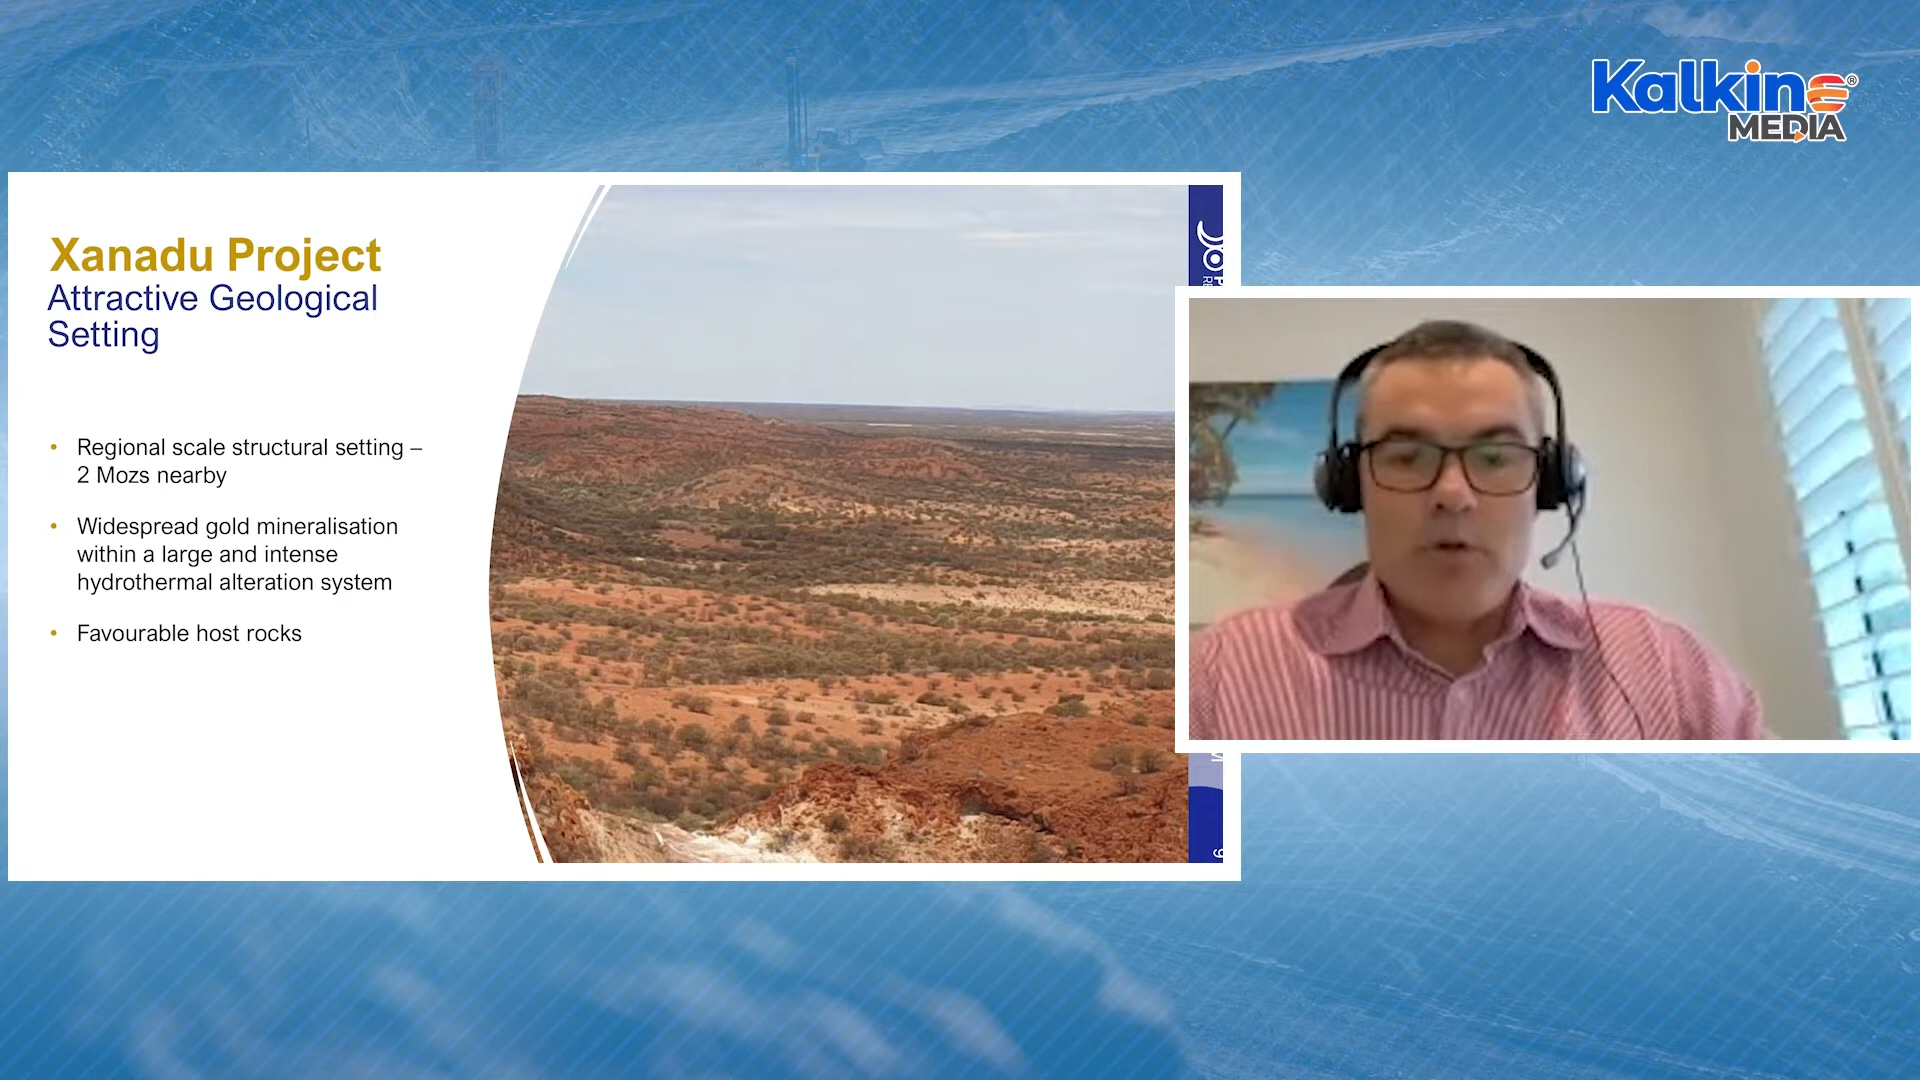 Kalkine®
MEDIA
Xanadu Project
Attractive Geological
Setting
• Regional scale structural setting –
2 Mozs nearby
• Widespread gold mineralisation
within a large and intense
hydrothermal alteration system
• Favourable host rocks